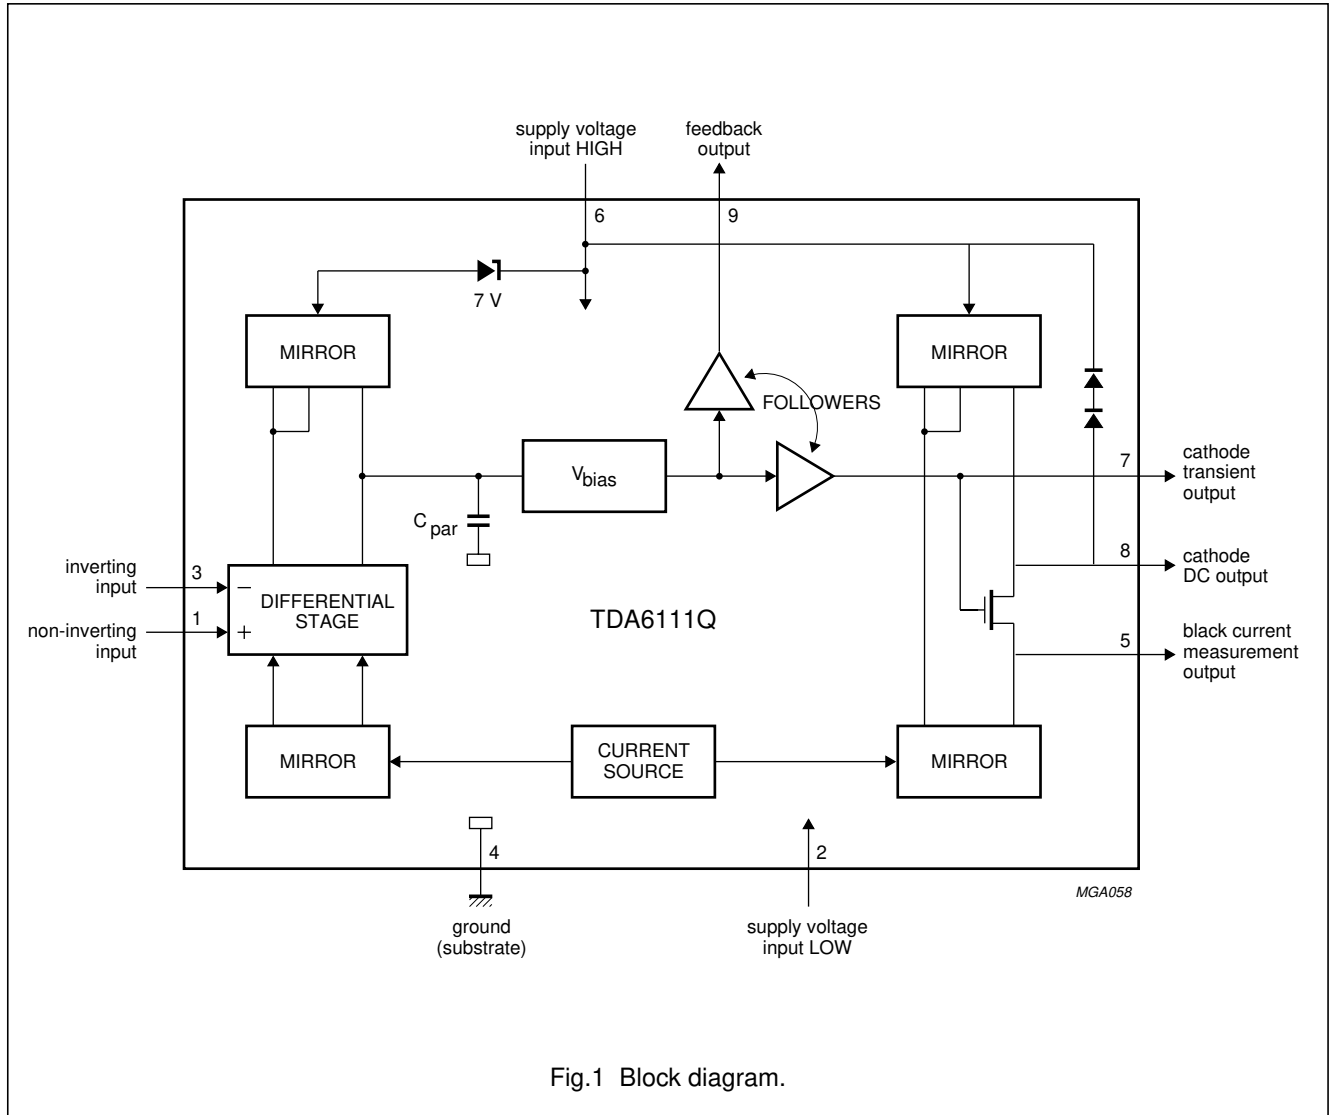 supply voltage
input HIGH
feedback
output
6
9
7 V
MIRROR
MIRROR
FOLLOWERS
Vbias
Cpar
7
cathode
transient
output
8
cathode
DC output
inverting
input
3
−
DIFFERENTIAL
STAGE
non-inverting
input
1
+
TDA6111Q
5
black current
measurement
output
MIRROR
CURRENT
SOURCE
MIRROR
4
2
MGA058
ground
(substrate)
supply voltage
input LOW
Fig.1 Block diagram.